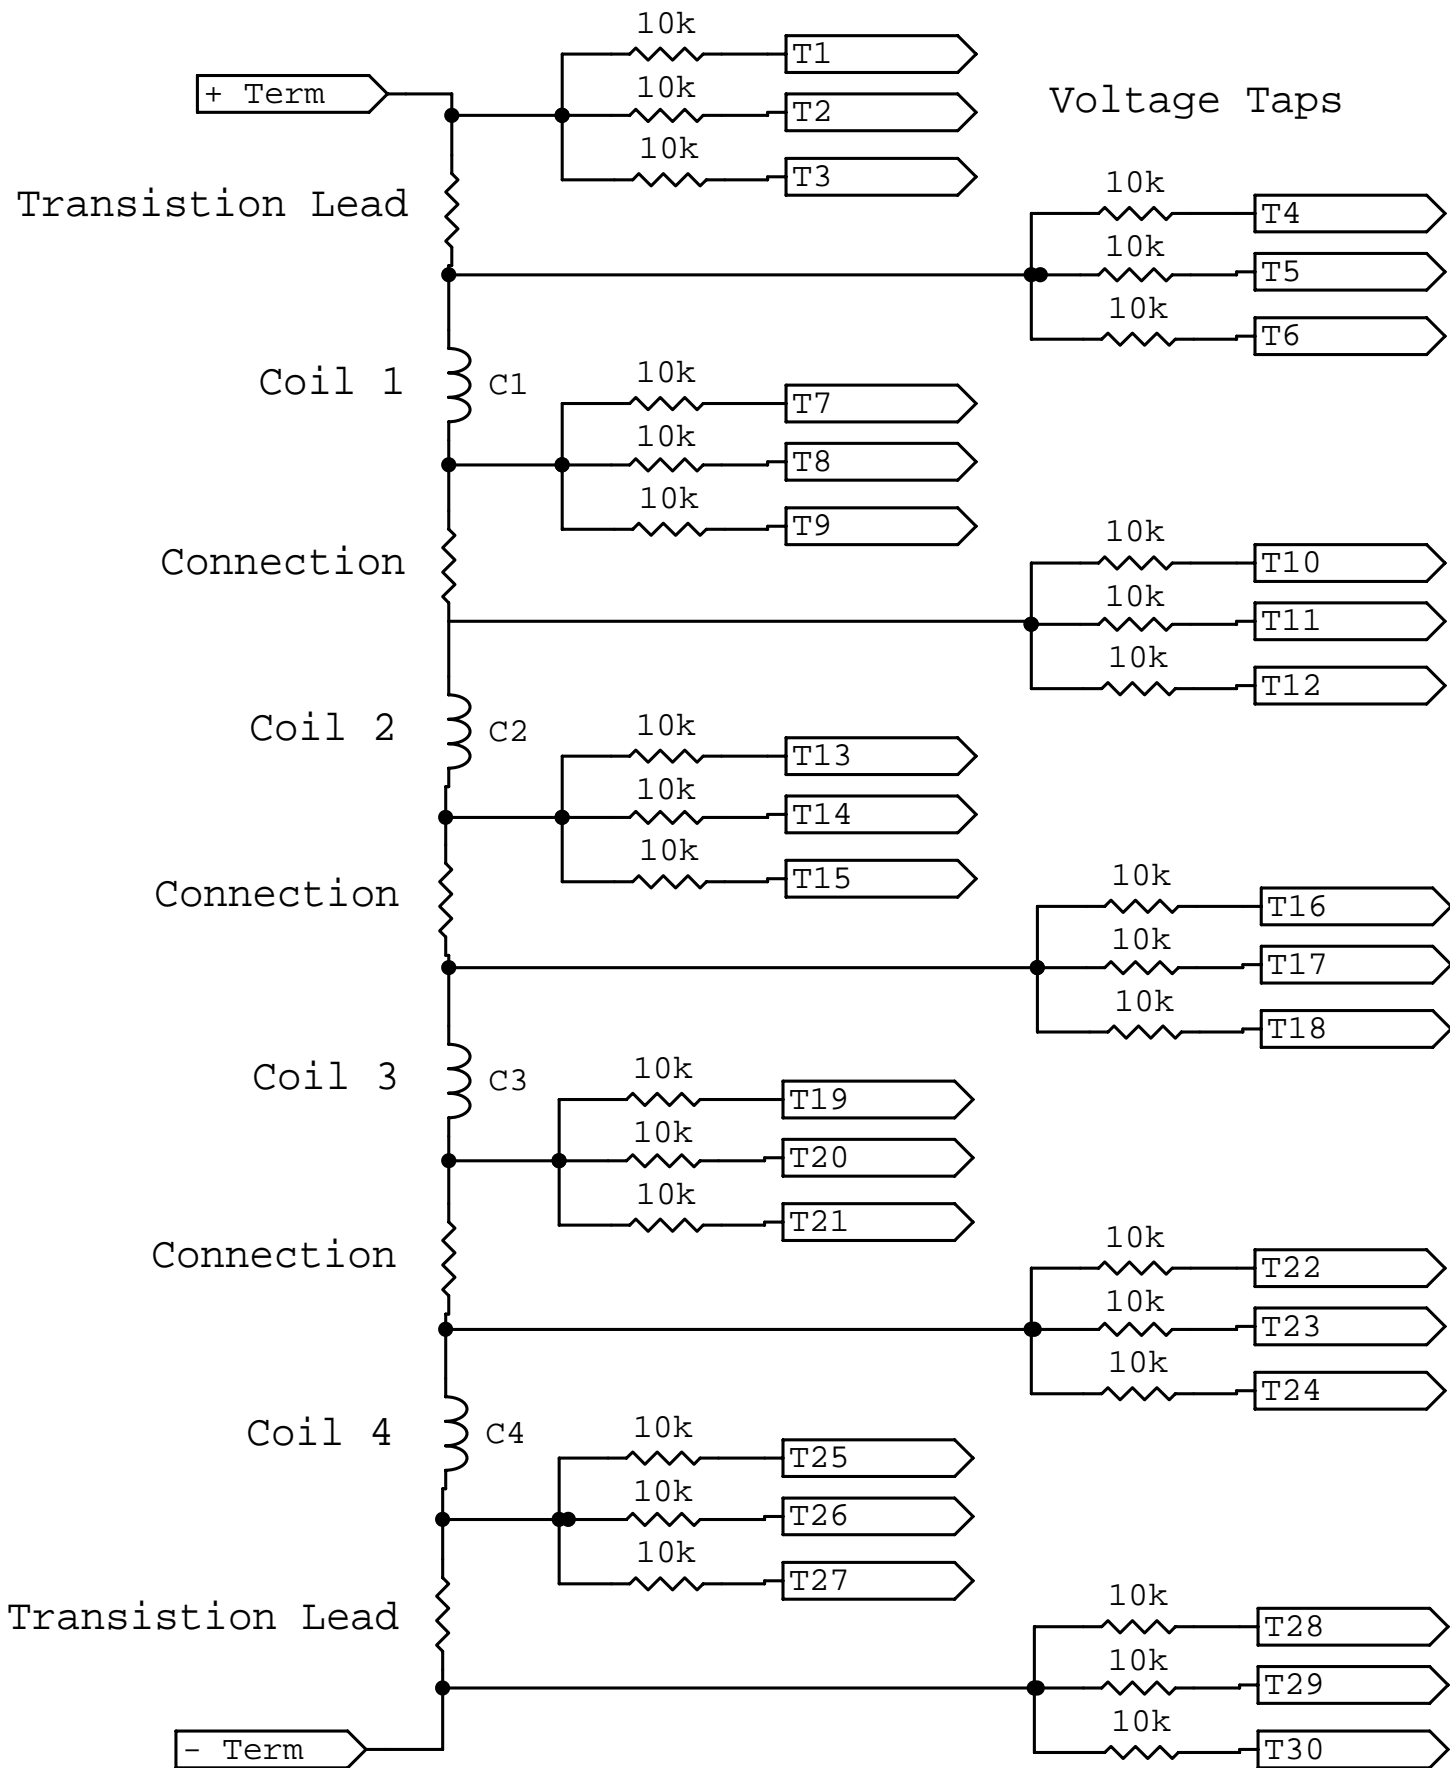 10k
T1
+ Term
10k
T2
Voltage Taps
10k
T3
Transistion Lead
10k
T4
10k
T5
10k
T6
Coil 1
C1
10k
T7
10k
T8
10k
T9
Connection
10k
T10
10k
T11
10k
T12
Coil 2
C2
10k
T13
10k
T14
10k
T15
Connection
10k
T16
10k
T17
10k
T18
Coil 3
C3
10k
T19
10k
T20
10k
T21
Connection
10k
T22
10k
T23
10k
T24
Coil 4
C4
10k
T25
10k
T26
10k
T27
Transistion Lead
10k
T28
10k
T29
10k
T30
- Term